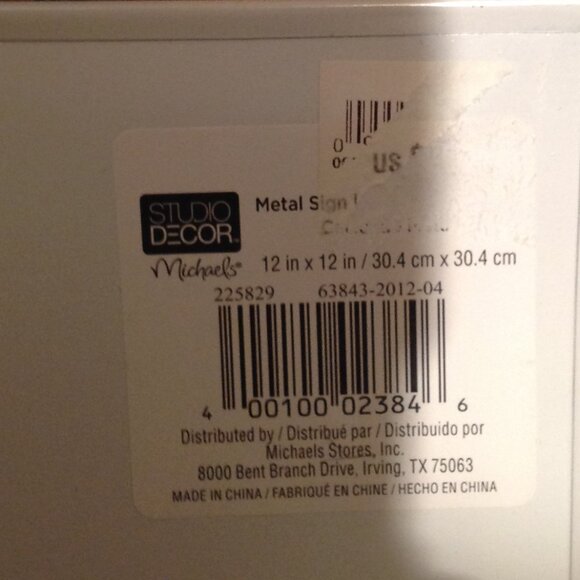 US
STUDIO
DECOR
Michaels®
Metal Sign
12 in x 12 in / 30.4 cm x 30.4 cm
225829 63843-2012-04
4 00100 02384 6
Distributed by / Distribué par / Distribuido por
Michaels Stores, Inc.
8000 Bent Branch Drive, Irving, TX 75063
MADE IN CHINA / FABRIQUÉ EN CHINE / HECHO EN CHINA